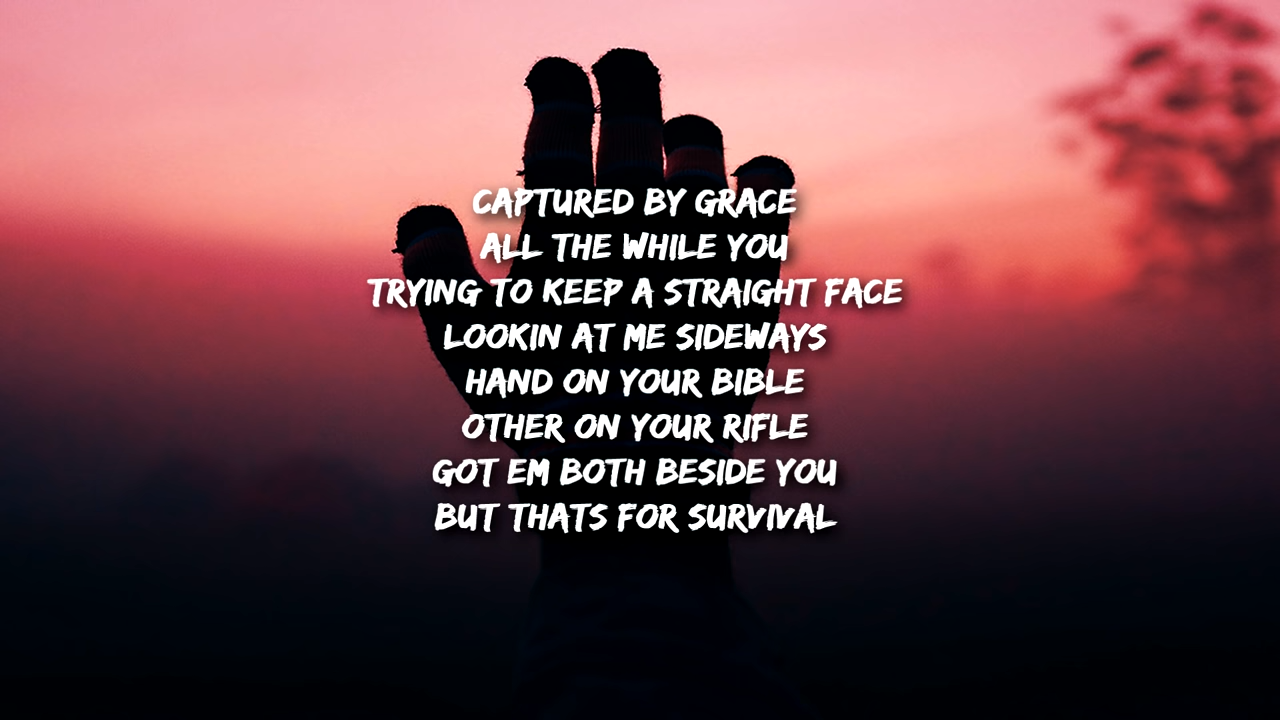 CAPTURED BY GRACE
ALL THE WHILE YOU
TRYING TO KEEP A STRAIGHT FACE
LOOKIN AT ME SIDEWAYS
HAND ON YOUR BIBLE
OTHER ON YOUR RIFLE
GOT EM BOTH BESIDE YOU
BUT THATS FOR SURVIVAL